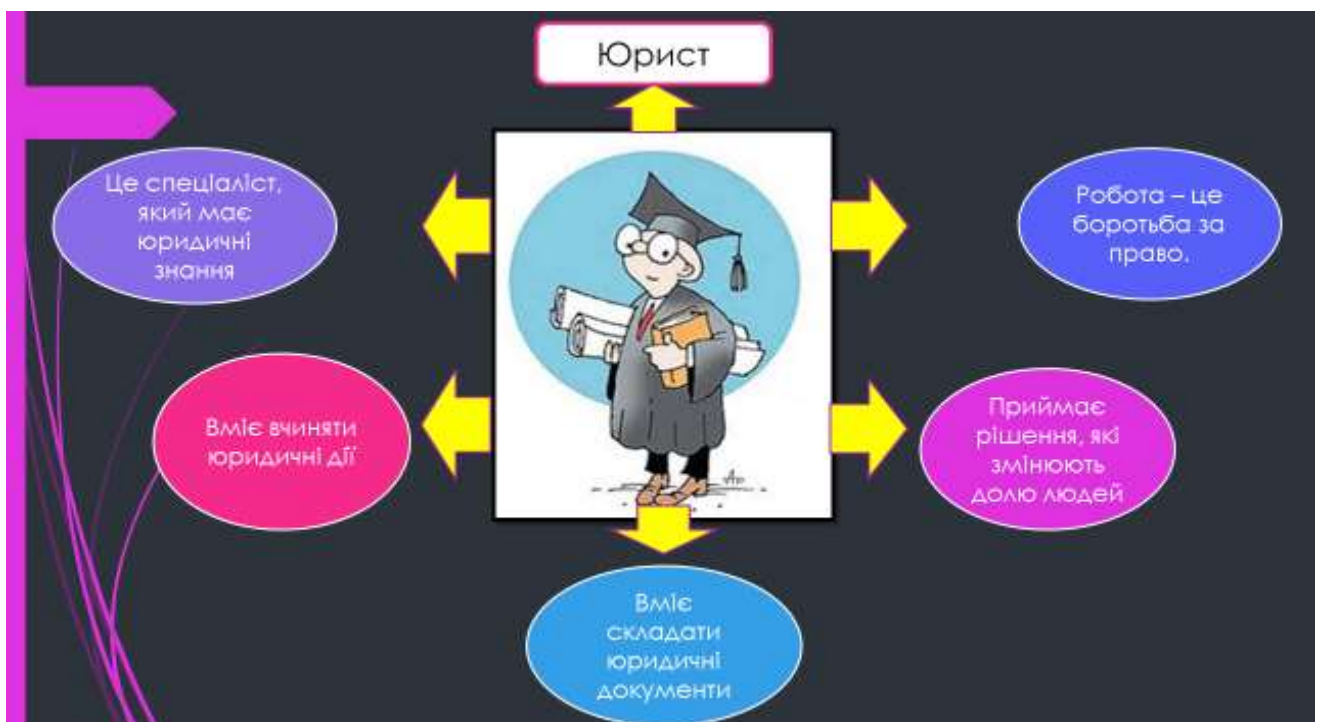 Юрист
Це спеціаліст,
який має
юридичні
знання
Робота – це
боротьба за
право.
Вміє вчиняти
юридичні дії
Приймає
рішення, які
змінюють
долю людей
Вміє
складати
юридичні
документи